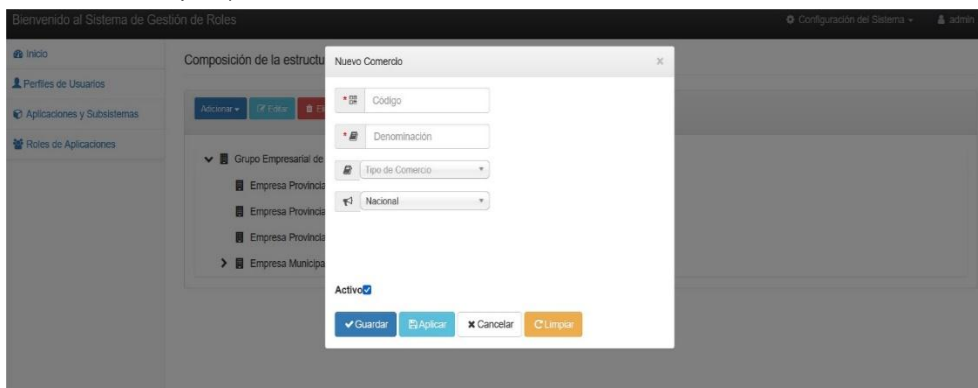 Bienvenido al Sistema de Gestión de Roles
Configuración del Sistema
admin
Inicio
Perfiles de Usuarios
Aplicaciones y Subsistemas
Roles de Aplicaciones
Composición de la estructu
Adicionar
Editar
Nuevo Comercio
x
* Código
* Denominación
Tipo de Comercio
Nacional
Activo
Guardar
Aplicar
Cancelar
Limpiar
Grupo Empresarial de
Empresa Provincia
Empresa Provincia
Empresa Provincia
Empresa Municipa